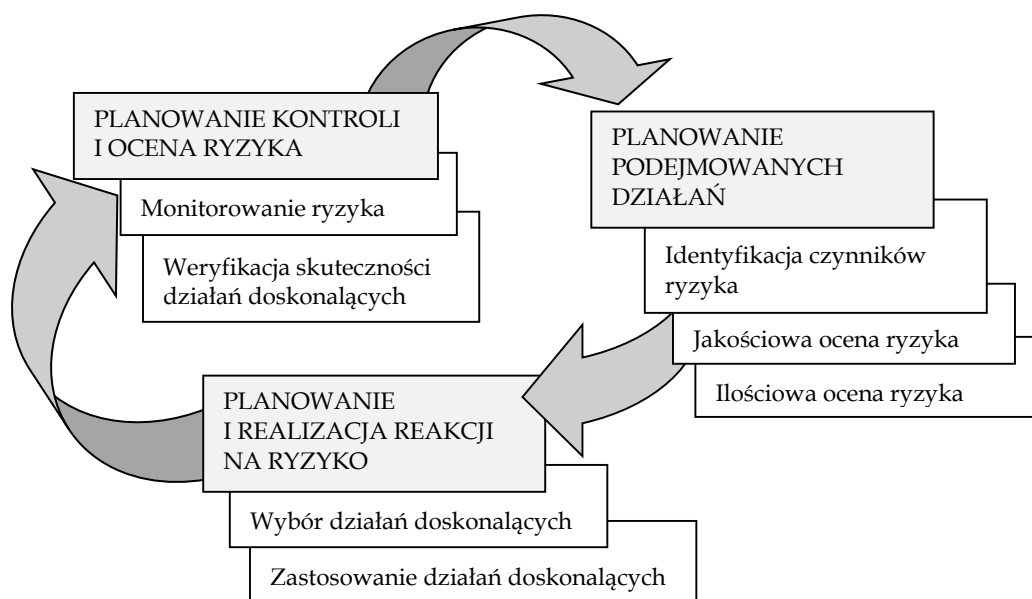 PLANOWANIE KONTROLI
I OCENA RYZYKA
Monitorowanie ryzyka
Weryfikacja skuteczności
działań doskonalących
PLANOWANIE
PODEJMOWANYCH
DZIAŁAŃ
Identyfikacja czynników
ryzyka
Jakościowa ocena ryzyka
Ilościowa ocena ryzyka
PLANOWANIE
I REALIZACJA REAKCJI
NA RYZYKO
Wybór działań doskonalących
Zastosowanie działań doskonalących